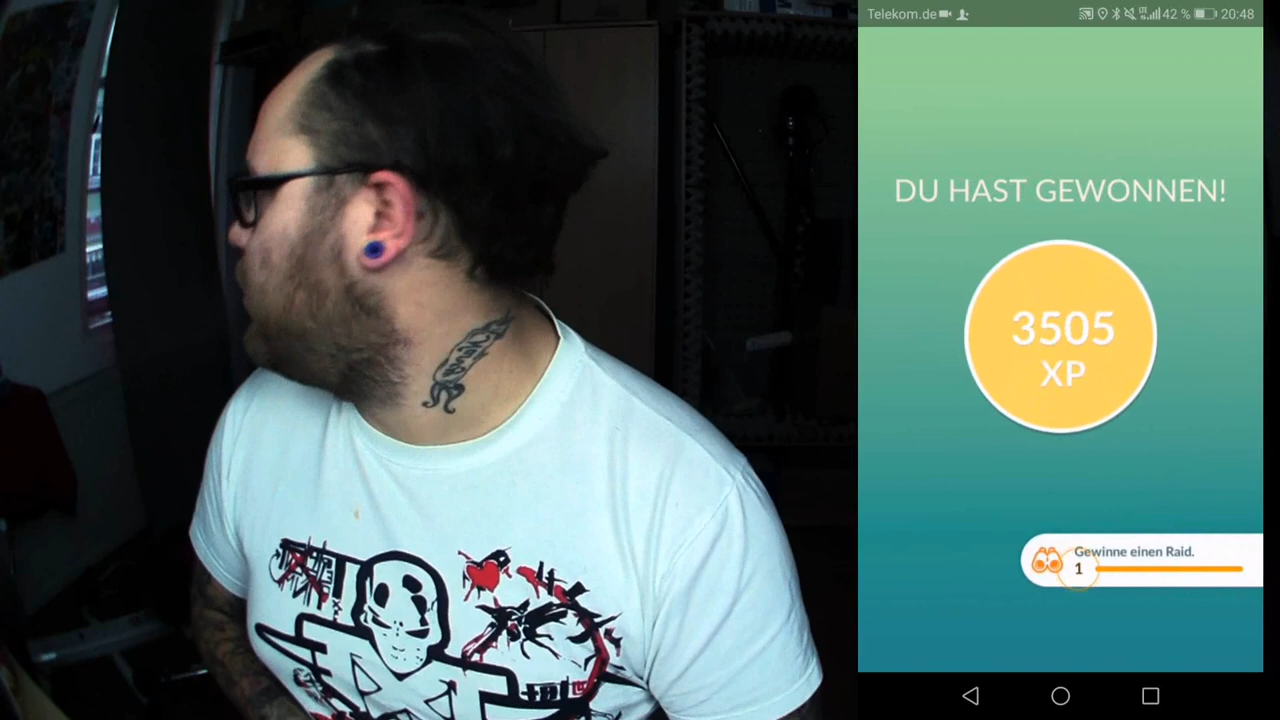 Telekom.de
42 % 20:48
DU HAST GEWONNEN!
3505
XP
Gewinne einen Raid.
1